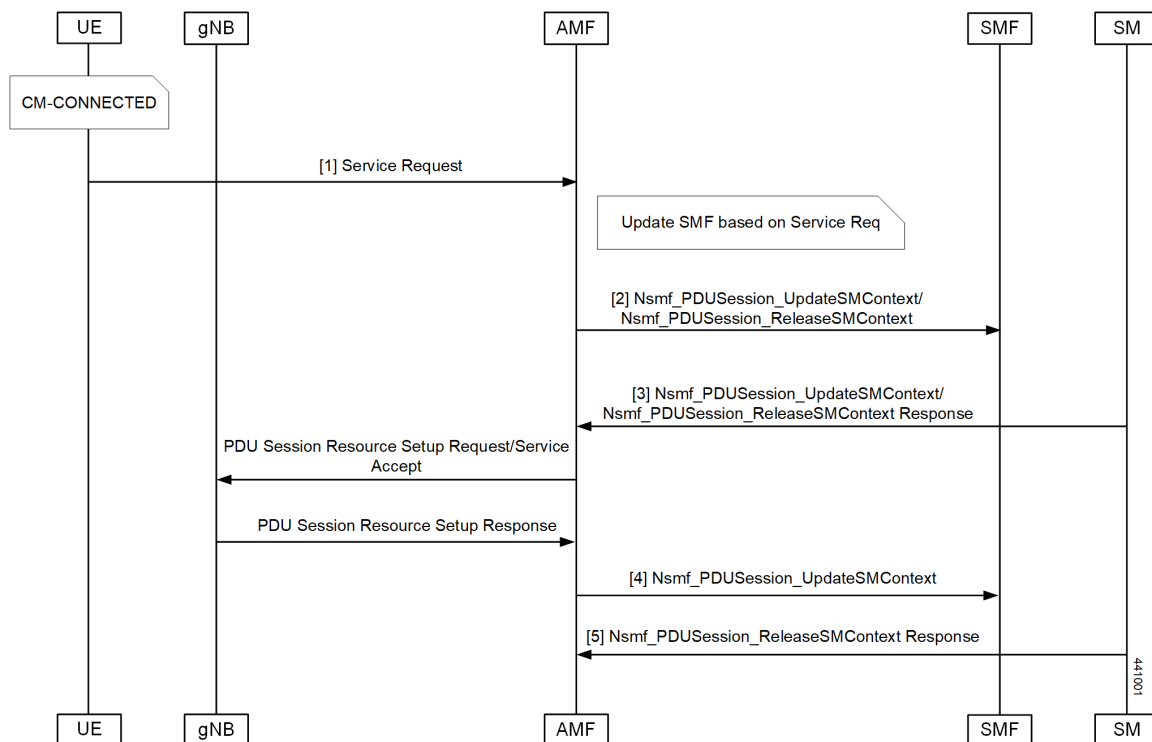 UE
gNB
AMF
SMF
SM
CM-CONNECTED
[1] Service Request
Update SMF based on Service Req
[2] Nsmf_PDUSession_UpdateSMContext/
Nsmf_PDUSession_ReleaseSMContext
[3] Nsmf_PDUSession_UpdateSMContext/
Nsmf_PDUSession_ReleaseSMContext Response
PDU Session Resource Setup Request/Service
Accept
PDU Session Resource Setup Response
[4] Nsmf_PDUSession_UpdateSMContext
[5] Nsmf_PDUSession_ReleaseSMContext Response
441001
UE
gNB
AMF
SMF
SM